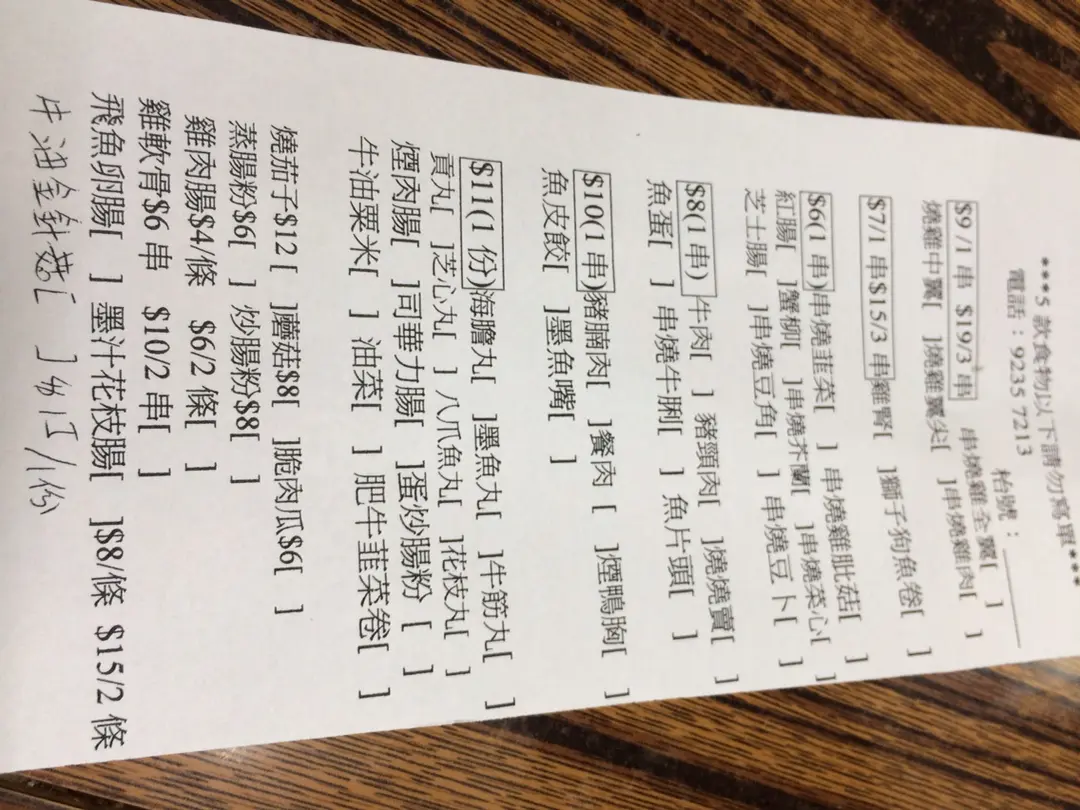 ***5 款食物以下請勿寫單***
電話：9235 7213 枱號：
$9 /1 串 $19/3 串 串燒雞全翼[ ]
燒雞中翼[ ]燒雞翼尖[ ]串燒雞肉[ ]
$7/1 串$15/3 串雞腎[ ]獅子狗魚卷[ ]
$6(1 串)串燒韮菜[ ] 串燒雞脾菇[ ]
紅腸[ ]蟹柳[ ]串燒芥蘭[ ]串燒菜心[ ]
芝士腸[ ]串燒豆角[ ] 串燒豆卜[ ]
$8(1 串) 牛肉[ ] 豬頸肉[ ]燒燒賣[ ]
魚蛋[ ] 串燒牛脷[ ] 魚片頭[ ]
$10(1 串)豬腩肉[ ]餐肉 [ ]煙鴨胸[ ]
魚皮餃[ ]墨魚嘴[ ]
$11(1 份)海膽丸[ ]墨魚丸[ ]牛筋丸[ ]
貢丸[ ]芝心丸[ ] 八爪魚丸[ ]花枝丸[ ]
煙肉腸[ ]司華力腸[ ]蛋炒腸粉 [ ]
牛油粟米[ ] 油菜[ ] 肥牛韮菜卷[ ]
燒茄子$12 [ ]蘑菇$8[ ]脆肉瓜$6[ ]
蒸腸粉$6[ ] 炒腸粉$8[ ]
雞肉腸$4/條 $6/2 條[ ]
雞軟骨$6 串 $10/2 串[ ]
飛魚卵腸[ ] 墨汁花枝腸[ ]$8/條 $15/2 條
牛油金針菇[ ] /份